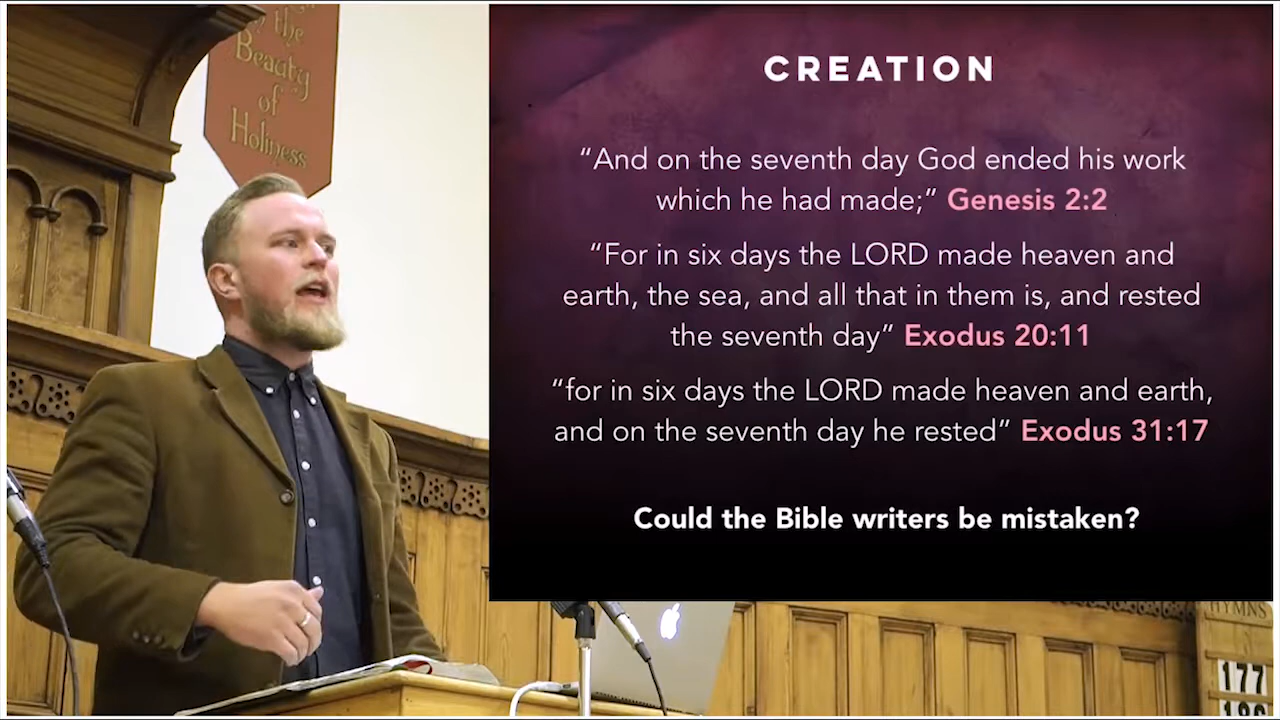 the
Beauty
of
Holiness
CREATION
“And on the seventh day God ended his work
which he had made;” Genesis 2:2
“For in six days the LORD made heaven and
earth, the sea, and all that in them is, and rested
the seventh day” Exodus 20:11
“for in six days the LORD made heaven and earth,
and on the seventh day he rested” Exodus 31:17
Could the Bible writers be mistaken?
HYMNS
177